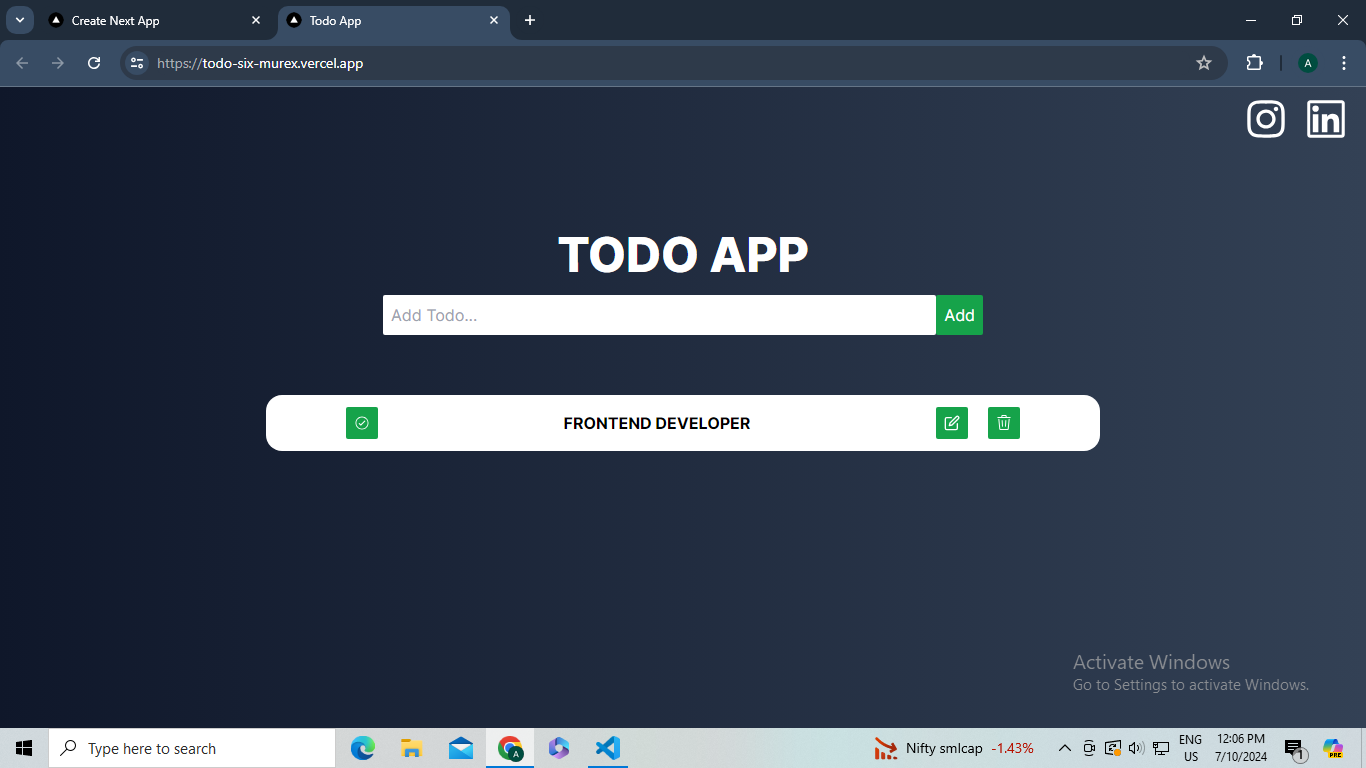 Create Next App
Todo App
https://todo-six-murex.vercel.app
A
in
TODO APP
Add Todo...
Add
FRONTEND DEVELOPER
Activate Windows
Go to Settings to activate Windows.
Type here to search
A
Nifty smlcap -1.43%
ENG
US
12:06 PM
7/10/2024
1
PRE